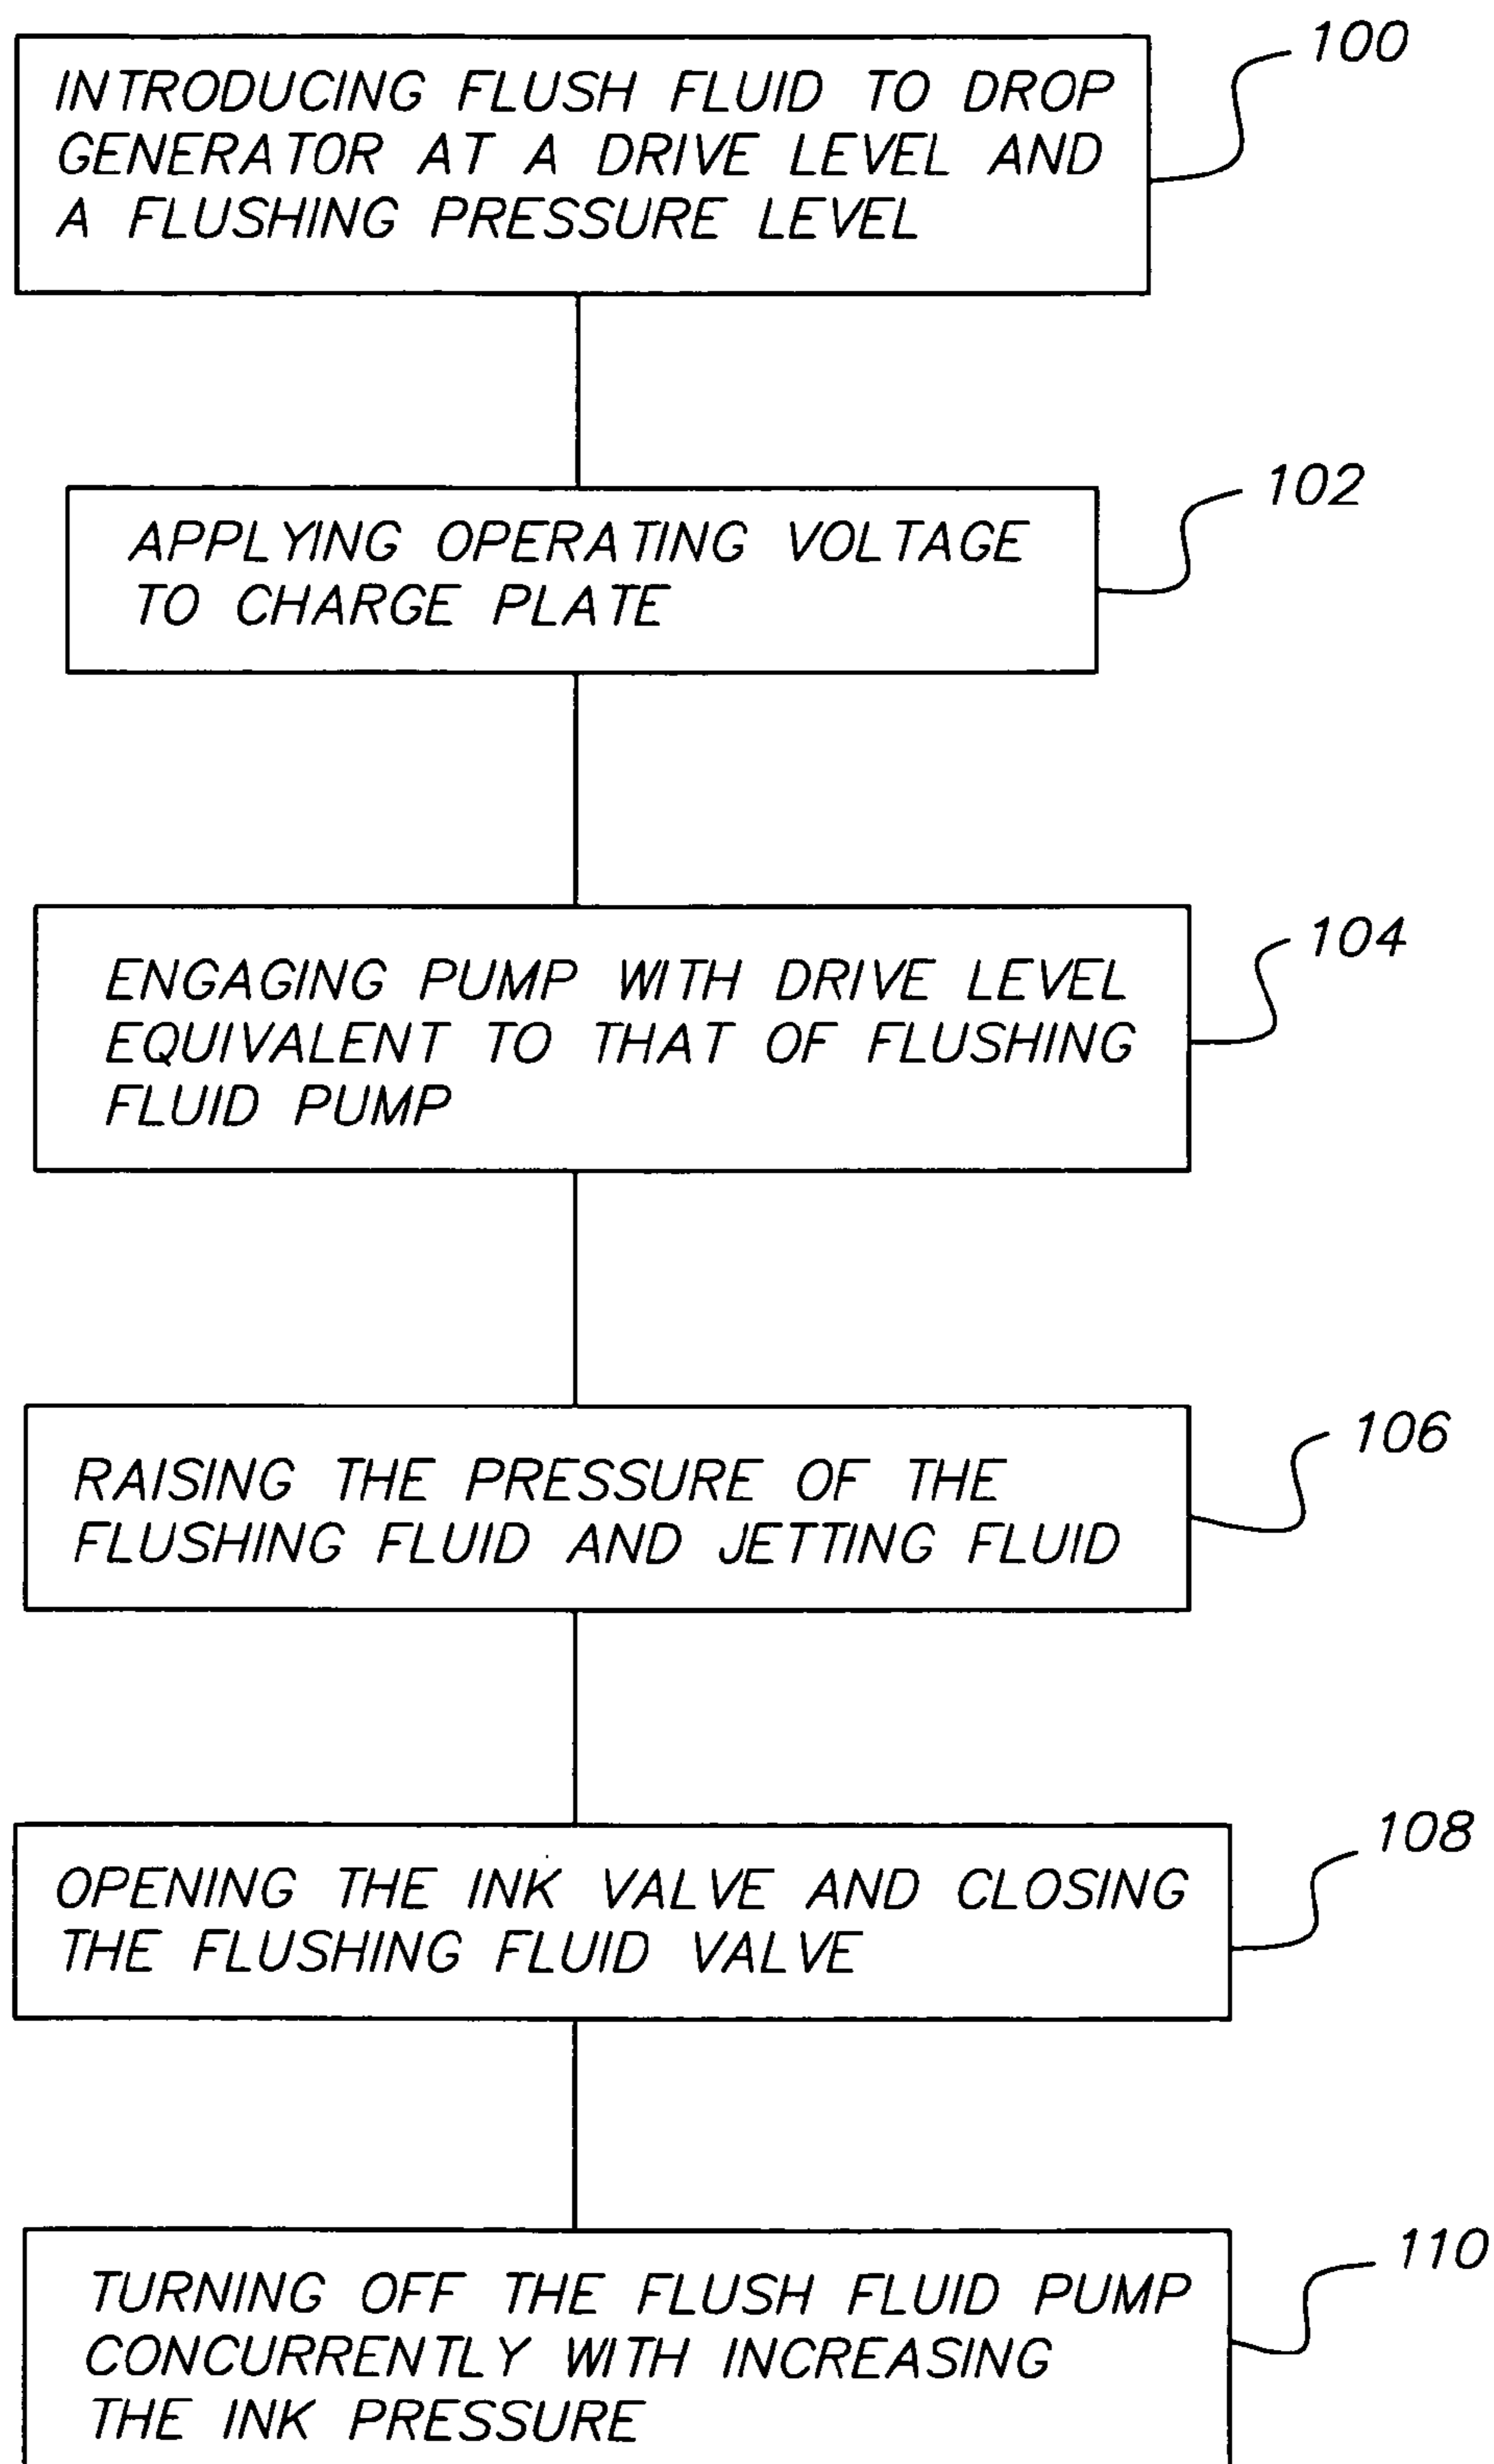 100
INTRODUCING FLUSH FLUID TO DROP
GENERATOR AT A DRIVE LEVEL AND
A FLUSHING PRESSURE LEVEL
102
APPLYING OPERATING VOLTAGE
TO CHARGE PLATE
104
ENGAGING PUMP WITH DRIVE LEVEL
EQUIVALENT TO THAT OF FLUSHING
FLUID PUMP
106
RAISING THE PRESSURE OF THE
FLUSHING FLUID AND JETTING FLUID
108
OPENING THE INK VALVE AND CLOSING
THE FLUSHING FLUID VALVE
110
TURNING OFF THE FLUSH FLUID PUMP
CONCURRENTLY WITH INCREASING
THE INK PRESSURE